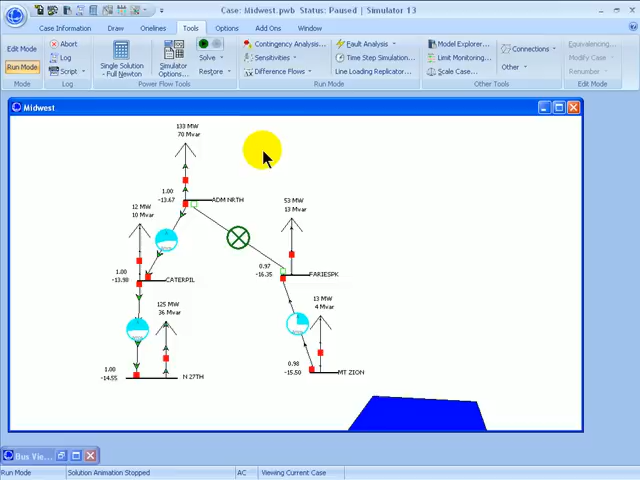 Case: Midwest.pwb Status: Paused | Simulator 13
Case Information Draw Onelines Tools Options Add Ons Window
Edit Mode
Run Mode
Mode
Abort
Log
Script
Log
Single Solution - Full Newton
Simulator Options...
Power Flow Tools
Solve
Restore
Contingency Analysis...
Sensitivities
Difference Flows
Fault Analysis
Time Step Simulation...
Line Loading Replicator...
Run Mode
Model Explorer...
Limit Monitoring...
Scale Case...
Connections
Other
Other Tools
Equivalencing...
Modify Case
Renumber
Edit Mode
Midwest
133 MW
70 Mvar
1.00
-13.67
ADM NRTH
12 MW
10 Mvar
53 MW
13 Mvar
1.00
-13.98
CATERPIL
0.97
-16.35
FARIESPK
125 MW
36 Mvar
13 MW
4 Mvar
1.00
-14.55
N 27TH
0.98
-15.50
MT ZION
Bus Vie...
Run Mode
Solution Animation Stopped
AC
Viewing Current Case